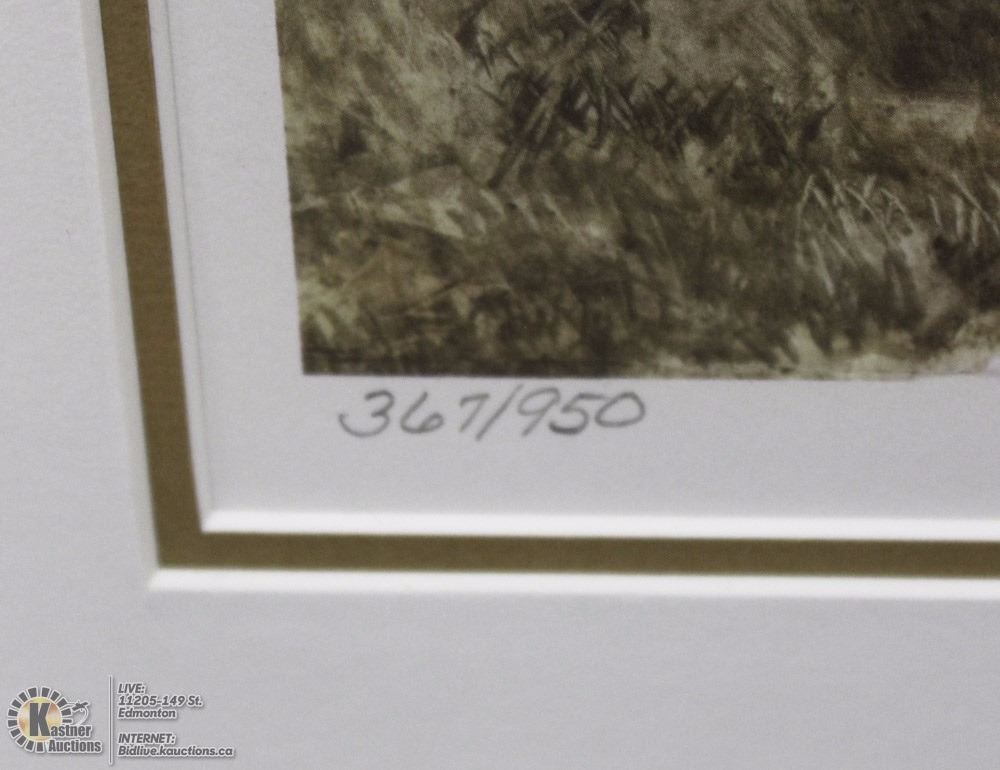 367/950
Kastner
Auctions
LIVE:
11205-149 St.
Edmonton
INTERNET:
Bidlive.kauctions.ca